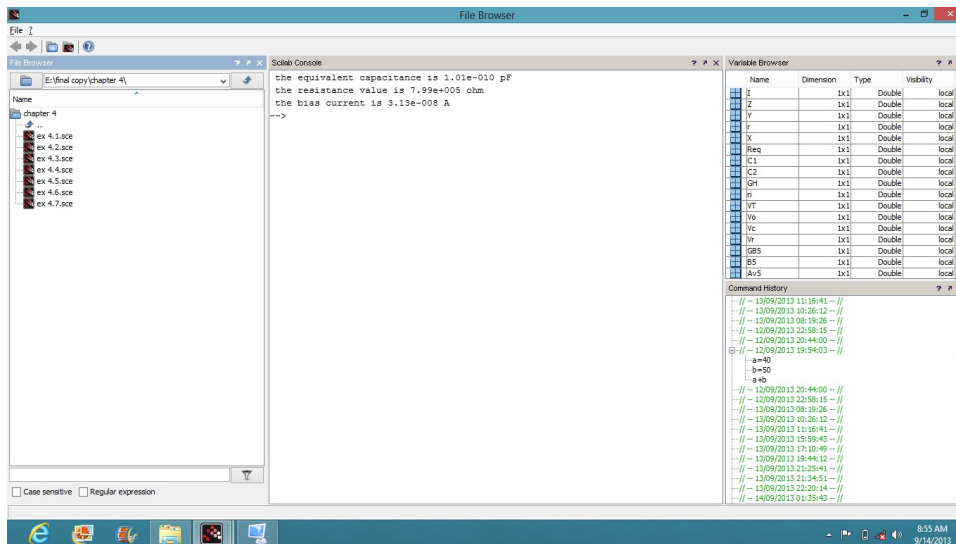 File Browser
File ?
File Browser
E:\final copy\chapter 4\
Name
chapter 4
..
ex 4.1.sce
ex 4.2.sce
ex 4.3.sce
ex 4.4.sce
ex 4.5.sce
ex 4.6.sce
ex 4.7.sce
Case sensitive Regular expression
Scilab Console
the equivalent capacitance is 1.01e-010 pF
the resistance value is 7.99e+005 ohm
the bias current is 3.13e-008 A
-->
Variable Browser
Name Dimension Type Visibility
I 1x1 Double local
Z 1x1 Double local
Y 1x1 Double local
r 1x1 Double local
X 1x1 Double local
Req 1x1 Double local
C1 1x1 Double local
C2 1x1 Double local
GH 1x1 Double local
ri 1x1 Double local
VT 1x1 Double local
Vo 1x1 Double local
Vc 1x1 Double local
Vr 1x1 Double local
GB5 1x1 Double local
B5 1x1 Double local
Av5 1x1 Double local
Command History
// -- 13/09/2013 11:16:41 -- //
// -- 13/09/2013 10:26:12 -- //
// -- 13/09/2013 08:19:26 -- //
// -- 12/09/2013 22:58:15 -- //
// -- 12/09/2013 20:44:00 -- //
// -- 12/09/2013 19:54:03 -- //
a=40
b=50
a+b
// -- 12/09/2013 20:44:00 -- //
// -- 12/09/2013 22:58:15 -- //
// -- 13/09/2013 08:19:26 -- //
// -- 13/09/2013 10:26:12 -- //
// -- 13/09/2013 11:16:41 -- //
// -- 13/09/2013 15:59:43 -- //
// -- 13/09/2013 17:10:49 -- //
// -- 13/09/2013 19:44:12 -- //
// -- 13/09/2013 21:25:41 -- //
// -- 13/09/2013 21:34:51 -- //
// -- 13/09/2013 22:20:14 -- //
// -- 14/09/2013 01:35:43 -- //
8:55 AM
9/14/2013